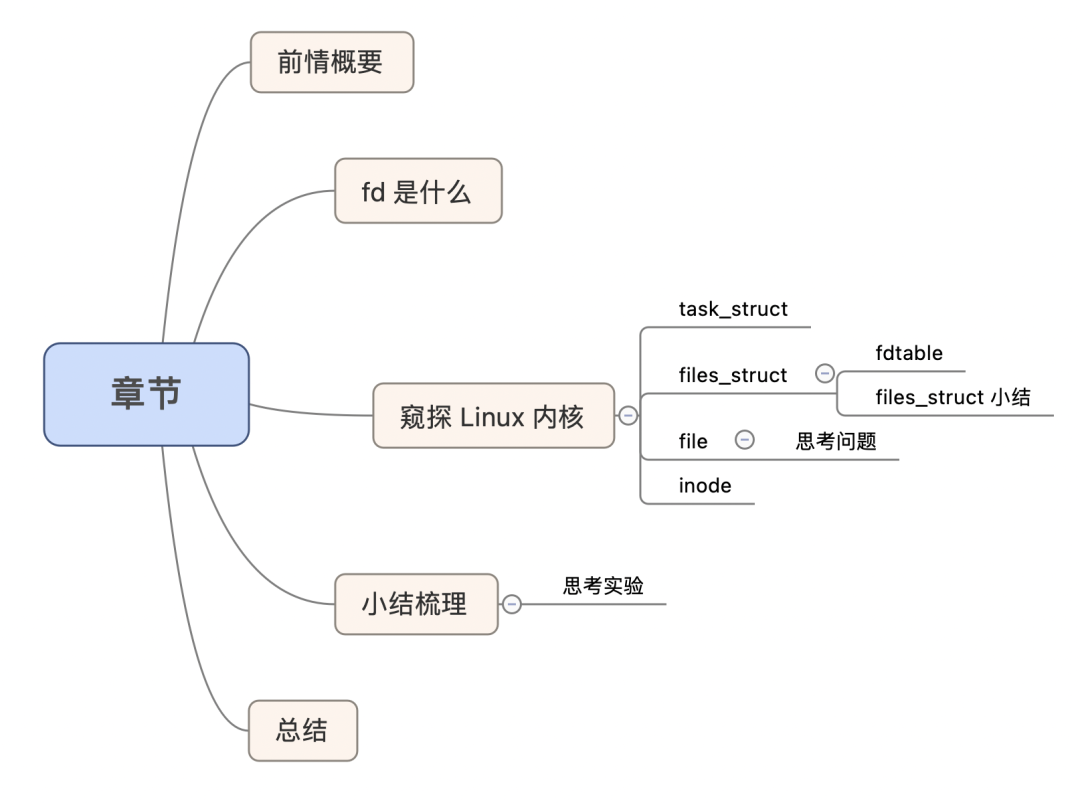 前情概要
fd 是什么
章节
窥探 Linux 内核
task_struct
files_struct
fdtable
files_struct 小结
file
思考问题
inode
小结梳理
思考实验
总结